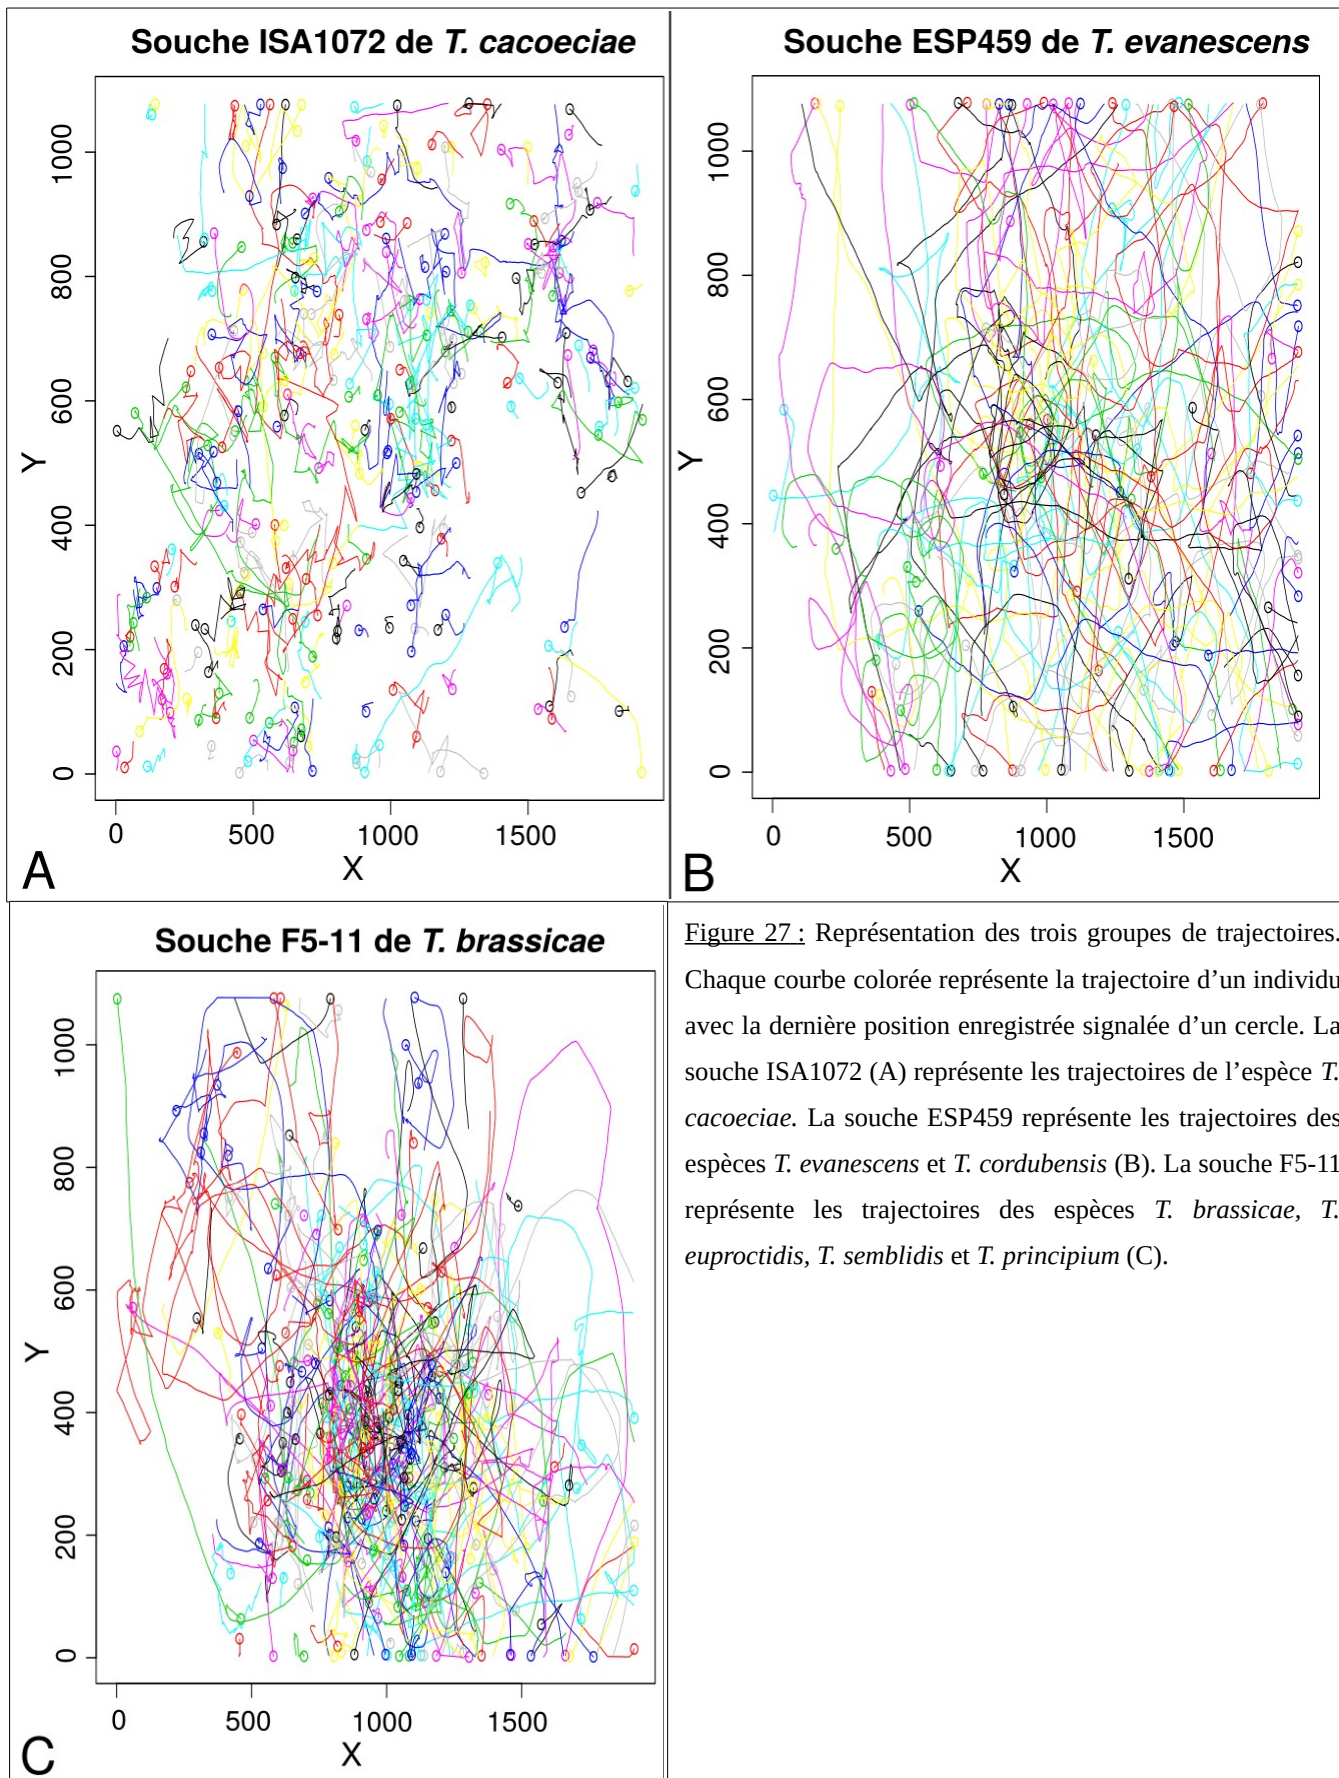 Souche ISA1072 de T. cacoeciae
1000
800
600
400
200
0
Y
0 500 1000 1500
X
A
Souche ESP459 de T. evanescens
1000
800
600
400
200
0
Y
0 500 1000 1500
X
B
Souche F5-11 de T. brassicae
1000
800
600
400
200
0
Y
0 500 1000 1500
X
C
Figure 27 : Représentation des trois groupes de trajectoires.
Chaque courbe colorée représente la trajectoire d’un individu
avec la dernière position enregistrée signalée d’un cercle. La
souche ISA1072 (A) représente les trajectoires de l’espèce T.
cacoeciae. La souche ESP459 représente les trajectoires des
espèces T. evanescens et T. cordubensis (B). La souche F5-11
représente les trajectoires des espèces T. brassicae, T.
euproctidis, T. semblidis et T. principium (C).